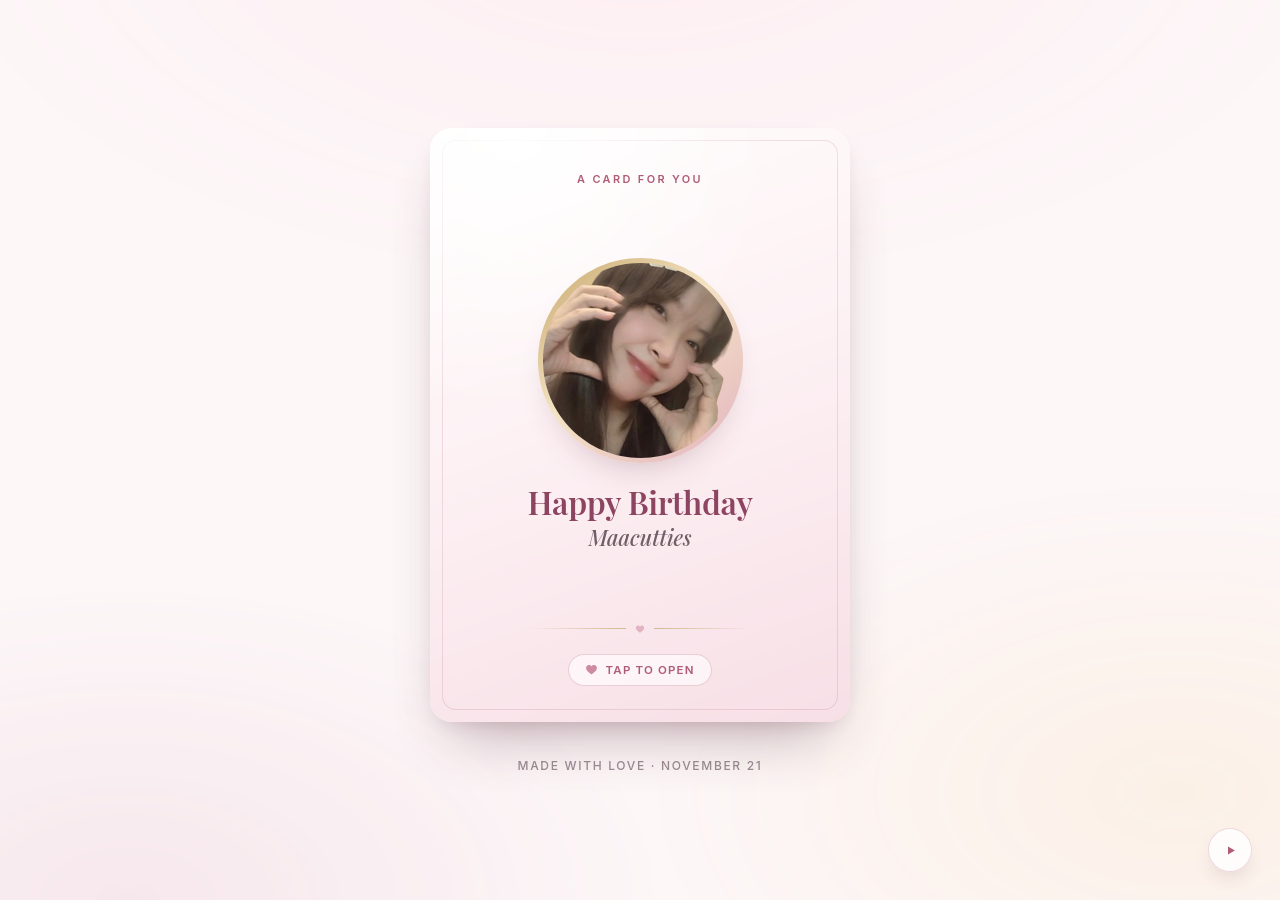 A CARD FOR YOU
Happy Birthday
Maacutties
TAP TO OPEN
MADE WITH LOVE · NOVEMBER 21